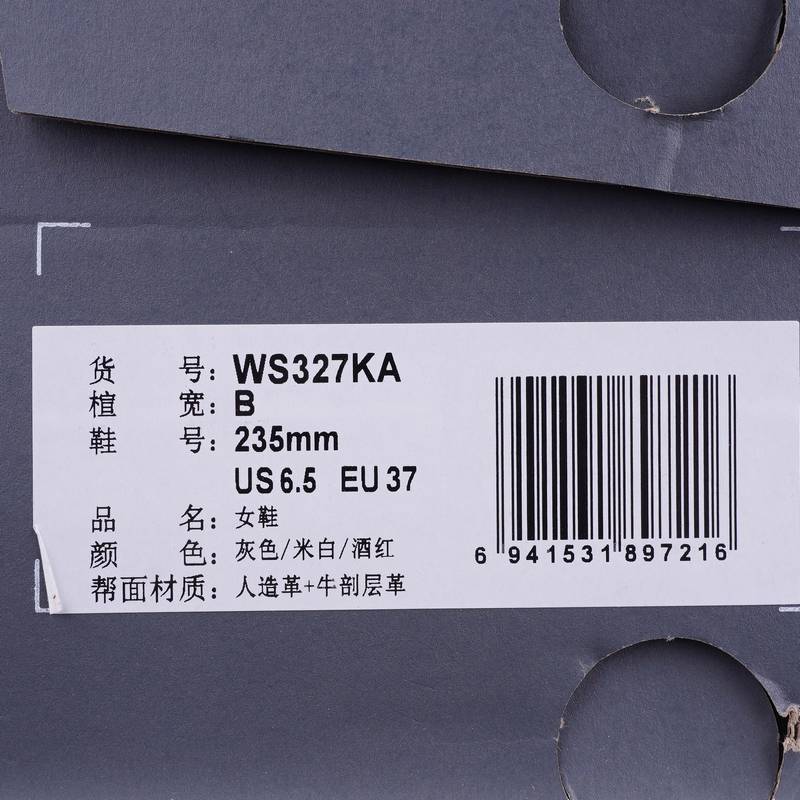 货 号：WS327KA
楦 宽：B
鞋 号：235mm
US 6.5 EU 37
品 名：女鞋
颜 色：灰色/米白/酒红
帮面材质：人造革+牛剖层革
6 941531 897216